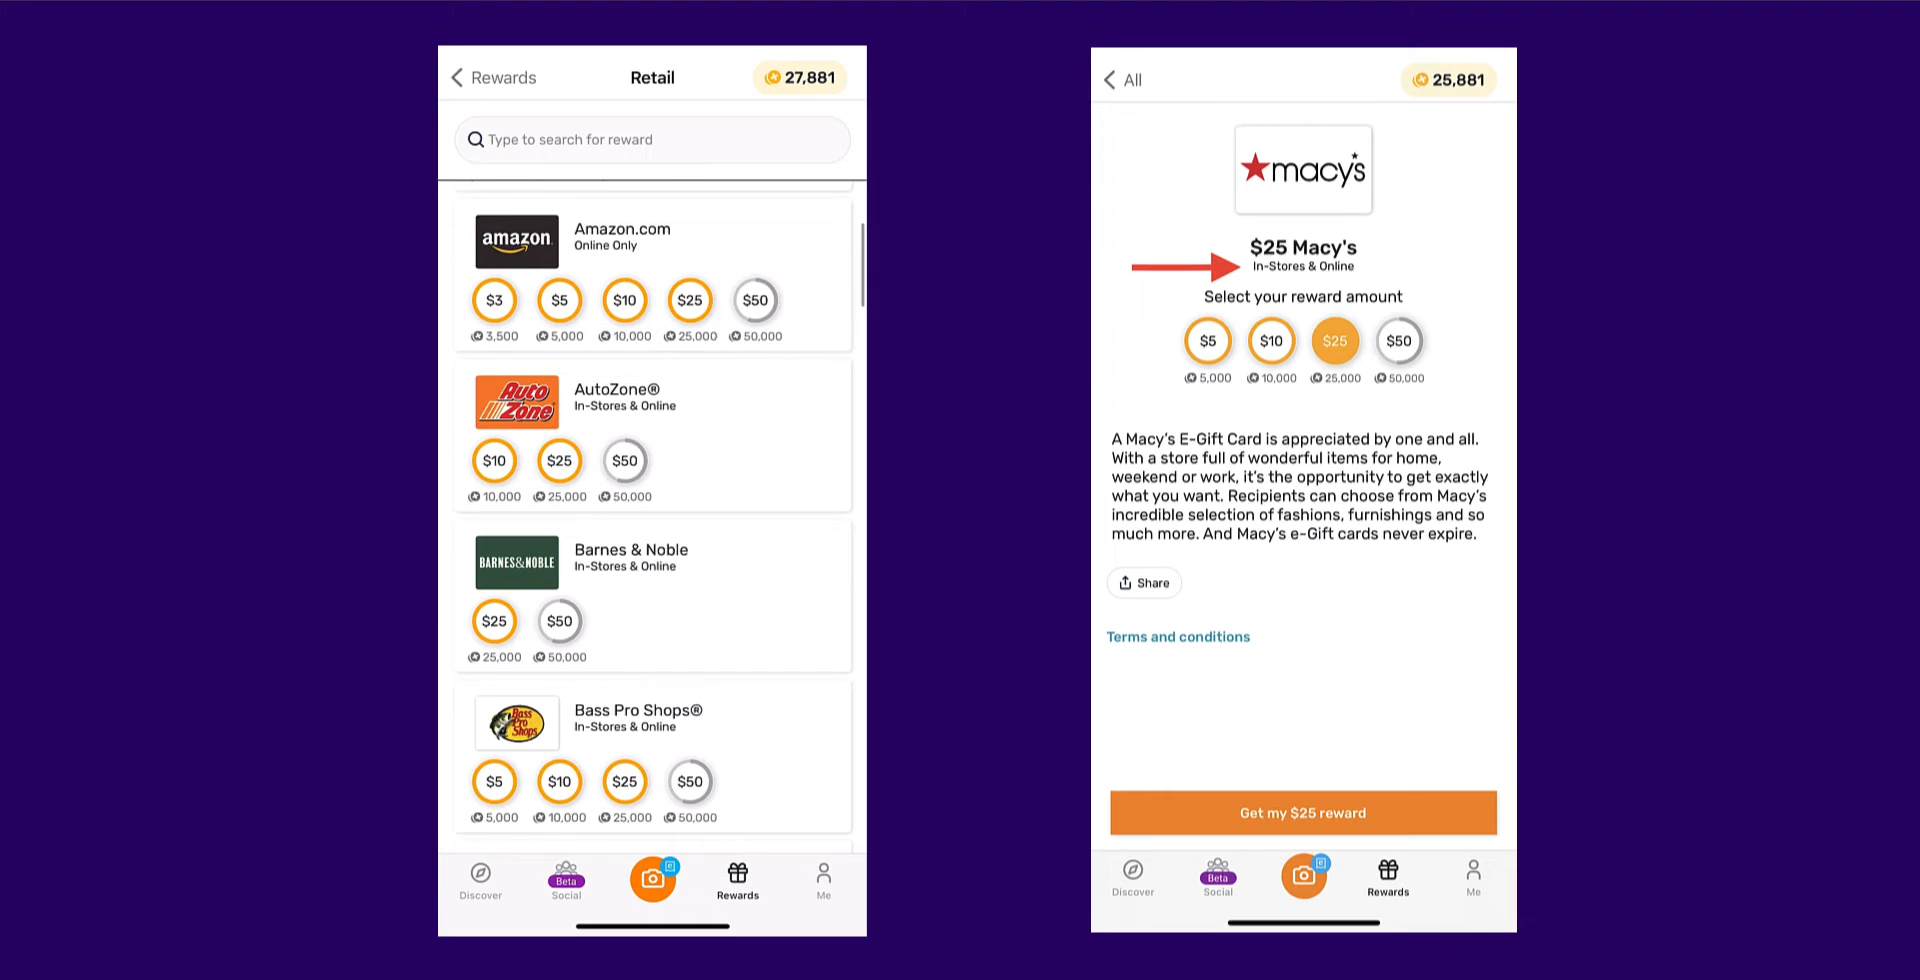 Rewards
Retail
27,881
Type to search for reward
amazon
Amazon.com
Online Only
$3 $5 $10 $25 $50
3,500 5,000 10,000 25,000 50,000
Auto
Zone
AutoZone®
In-Stores & Online
$10 $25 $50
10,000 25,000 50,000
BARNES&NOBLE
Barnes & Noble
In-Stores & Online
$25 $50
25,000 50,000
Bass
Pro
Shops
Bass Pro Shops®
In-Stores & Online
$5 $10 $25 $50
5,000 10,000 25,000 50,000
Beta
Discover Social Rewards Me
All
25,881
macy's
$25 Macy's
In-Stores & Online
Select your reward amount
$5 $10 $25 $50
5,000 10,000 25,000 50,000
A Macy's E-Gift Card is appreciated by one and all.
With a store full of wonderful items for home,
weekend or work, it's the opportunity to get exactly
what you want. Recipients can choose from Macy's
incredible selection of fashions, furnishings and so
much more. And Macy's e-Gift cards never expire.
Share
Terms and conditions
Get my $25 reward
Beta
Discover Social Rewards Me